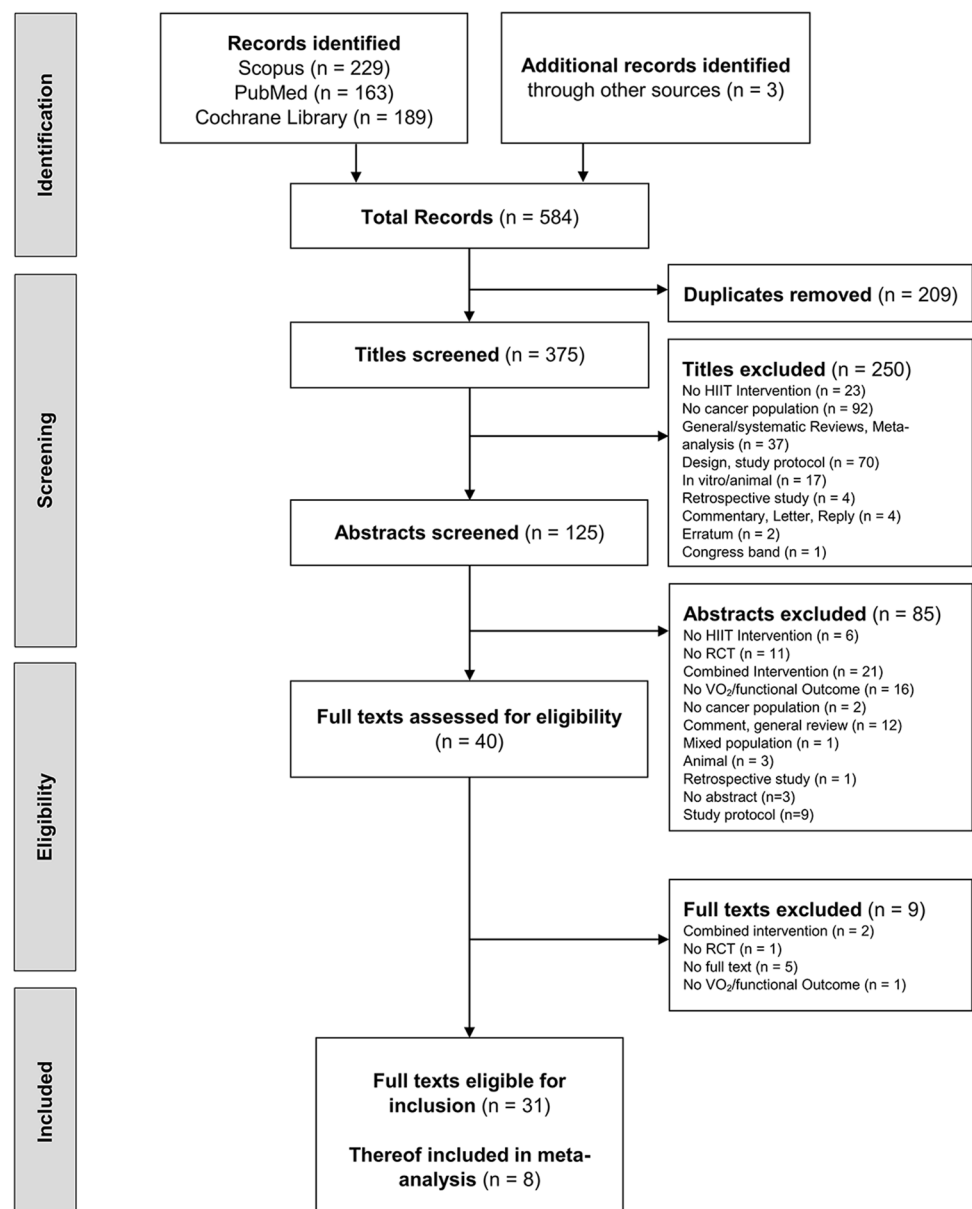 Identification
Records identified
Scopus (n = 229)
PubMed (n = 163)
Cochrane Library (n = 189)
Additional records identified
through other sources (n = 3)
Total Records (n = 584)
Screening
Duplicates removed (n = 209)
Titles screened (n = 375)
Titles excluded (n = 250)
No HIIT Intervention (n = 23)
No cancer population (n = 92)
General/systematic Reviews, Meta-
analysis (n = 37)
Design, study protocol (n = 70)
In vitro/animal (n = 17)
Retrospective study (n = 4)
Commentary, Letter, Reply (n = 4)
Erratum (n = 2)
Congress band (n = 1)
Abstracts screened (n = 125)
Abstracts excluded (n = 85)
No HIIT Intervention (n = 6)
No RCT (n = 11)
Combined Intervention (n = 21)
No VO₂/functional Outcome (n = 16)
No cancer population (n = 2)
Comment, general review (n = 12)
Mixed population (n = 1)
Animal (n = 3)
Retrospective study (n = 1)
No abstract (n=3)
Study protocol (n=9)
Eligibility
Full texts assessed for eligibility
(n = 40)
Full texts excluded (n = 9)
Combined intervention (n = 2)
No RCT (n = 1)
No full text (n = 5)
No VO₂/functional Outcome (n = 1)
Included
Full texts eligible for
inclusion (n = 31)
Thereof included in meta-
analysis (n = 8)